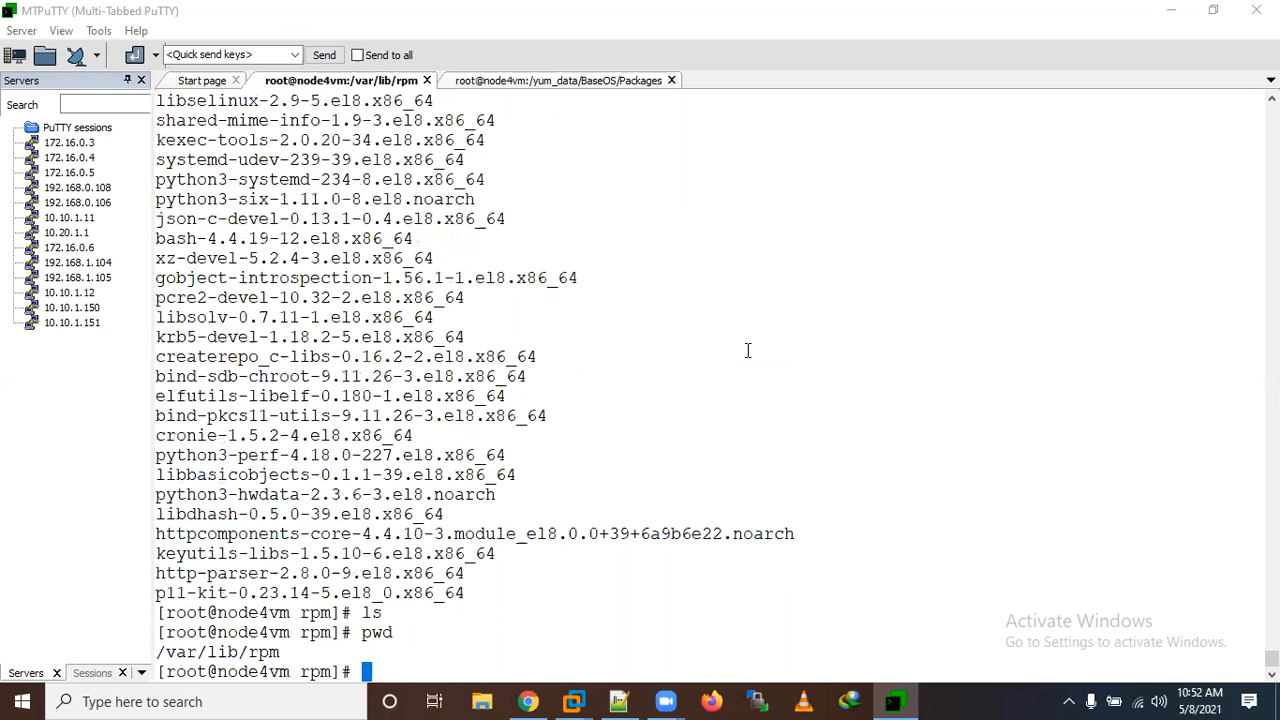 MTPuTTY (Multi-Tabbed PuTTY)
Server View Tools Help
<Quick send keys> Send Send to all
Servers Start page root@node4vm:/var/lib/rpm root@node4vm:/yum_data/BaseOS/Packages
Search
PuTTY sessions
172.16.0.3
172.16.0.4
172.16.0.5
192.168.0.108
192.168.0.106
10.10.1.11
10.20.1.1
172.16.0.6
192.168.1.104
192.168.1.105
10.10.1.12
10.10.1.150
10.10.1.151
libselinux-2.9-5.el8.x86_64
shared-mime-info-1.9-3.el8.x86_64
kexec-tools-2.0.20-34.el8.x86_64
systemd-udev-239-39.el8.x86_64
python3-systemd-234-8.el8.x86_64
python3-six-1.11.0-8.el8.noarch
json-c-devel-0.13.1-0.4.el8.x86_64
bash-4.4.19-12.el8.x86_64
xz-devel-5.2.4-3.el8.x86_64
gobject-introspection-1.56.1-1.el8.x86_64
pcre2-devel-10.32-2.el8.x86_64
libsolv-0.7.11-1.el8.x86_64
krb5-devel-1.18.2-5.el8.x86_64
createrepo_c-libs-0.16.2-2.el8.x86_64
bind-sdb-chroot-9.11.26-3.el8.x86_64
elfutils-libelf-0.180-1.el8.x86_64
bind-pkcs11-utils-9.11.26-3.el8.x86_64
cronie-1.5.2-4.el8.x86_64
python3-perf-4.18.0-227.el8.x86_64
libbasicobjects-0.1.1-39.el8.x86_64
python3-hwdata-2.3.6-3.el8.noarch
libdhash-0.5.0-39.el8.x86_64
httpcomponents-core-4.4.10-3.module_el8.0.0+39+6a9b6e22.noarch
keyutils-libs-1.5.10-6.el8.x86_64
http-parser-2.8.0-9.el8.x86_64
p11-kit-0.23.14-5.el8_0.x86_64
[root@node4vm rpm]# ls
[root@node4vm rpm]# pwd
/var/lib/rpm
[root@node4vm rpm]#
Activate Windows
Go to Settings to activate Windows.
Servers Sessions
Type here to search
10:52 AM
5/8/2021